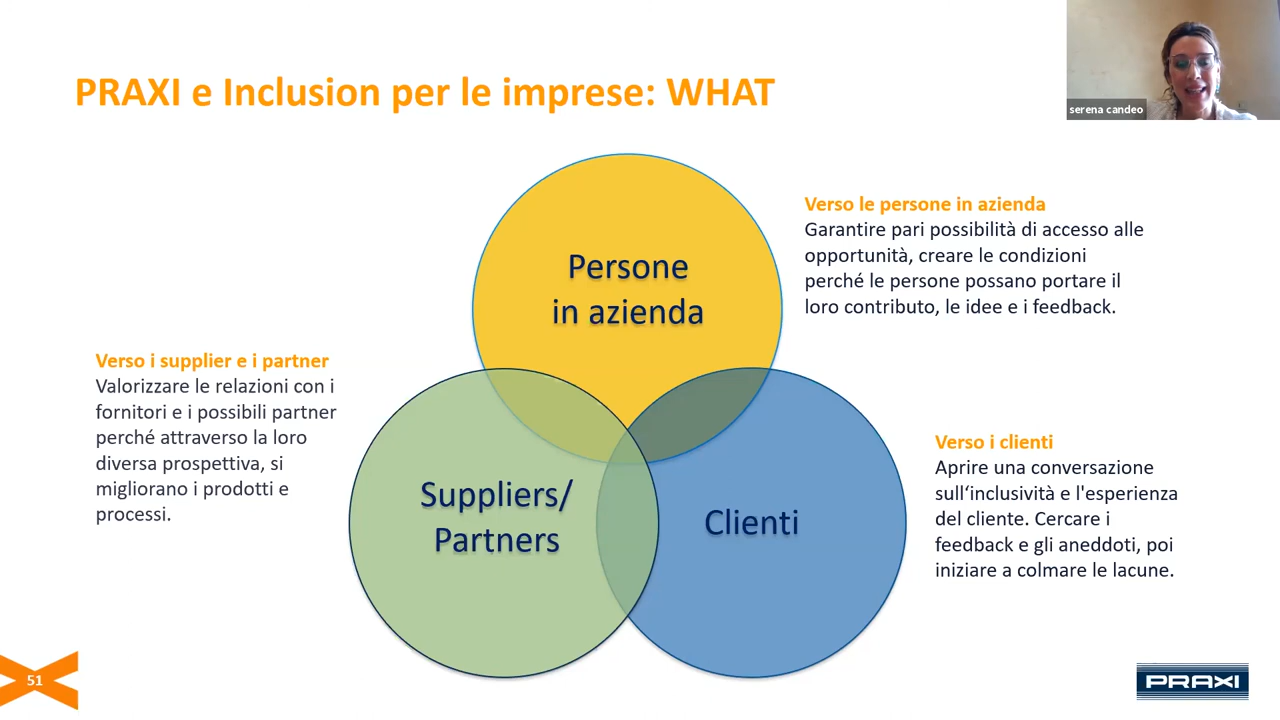 PRAXI e Inclusion per le imprese: WHAT
serena candeo
Persone
in azienda
Verso le persone in azienda
Garantire pari possibilità di accesso alle
opportunità, creare le condizioni
perché le persone possano portare il
loro contributo, le idee e i feedback.
Verso i supplier e i partner
Valorizzare le relazioni con i
fornitori e i possibili partner
perché attraverso la loro
diversa prospettiva, si
migliorano i prodotti e
processi.
Suppliers/
Partners
Clienti
Verso i clienti
Aprire una conversazione
sull‘inclusività e l'esperienza
del cliente. Cercare i
feedback e gli aneddoti, poi
iniziare a colmare le lacune.
51
PRAXI